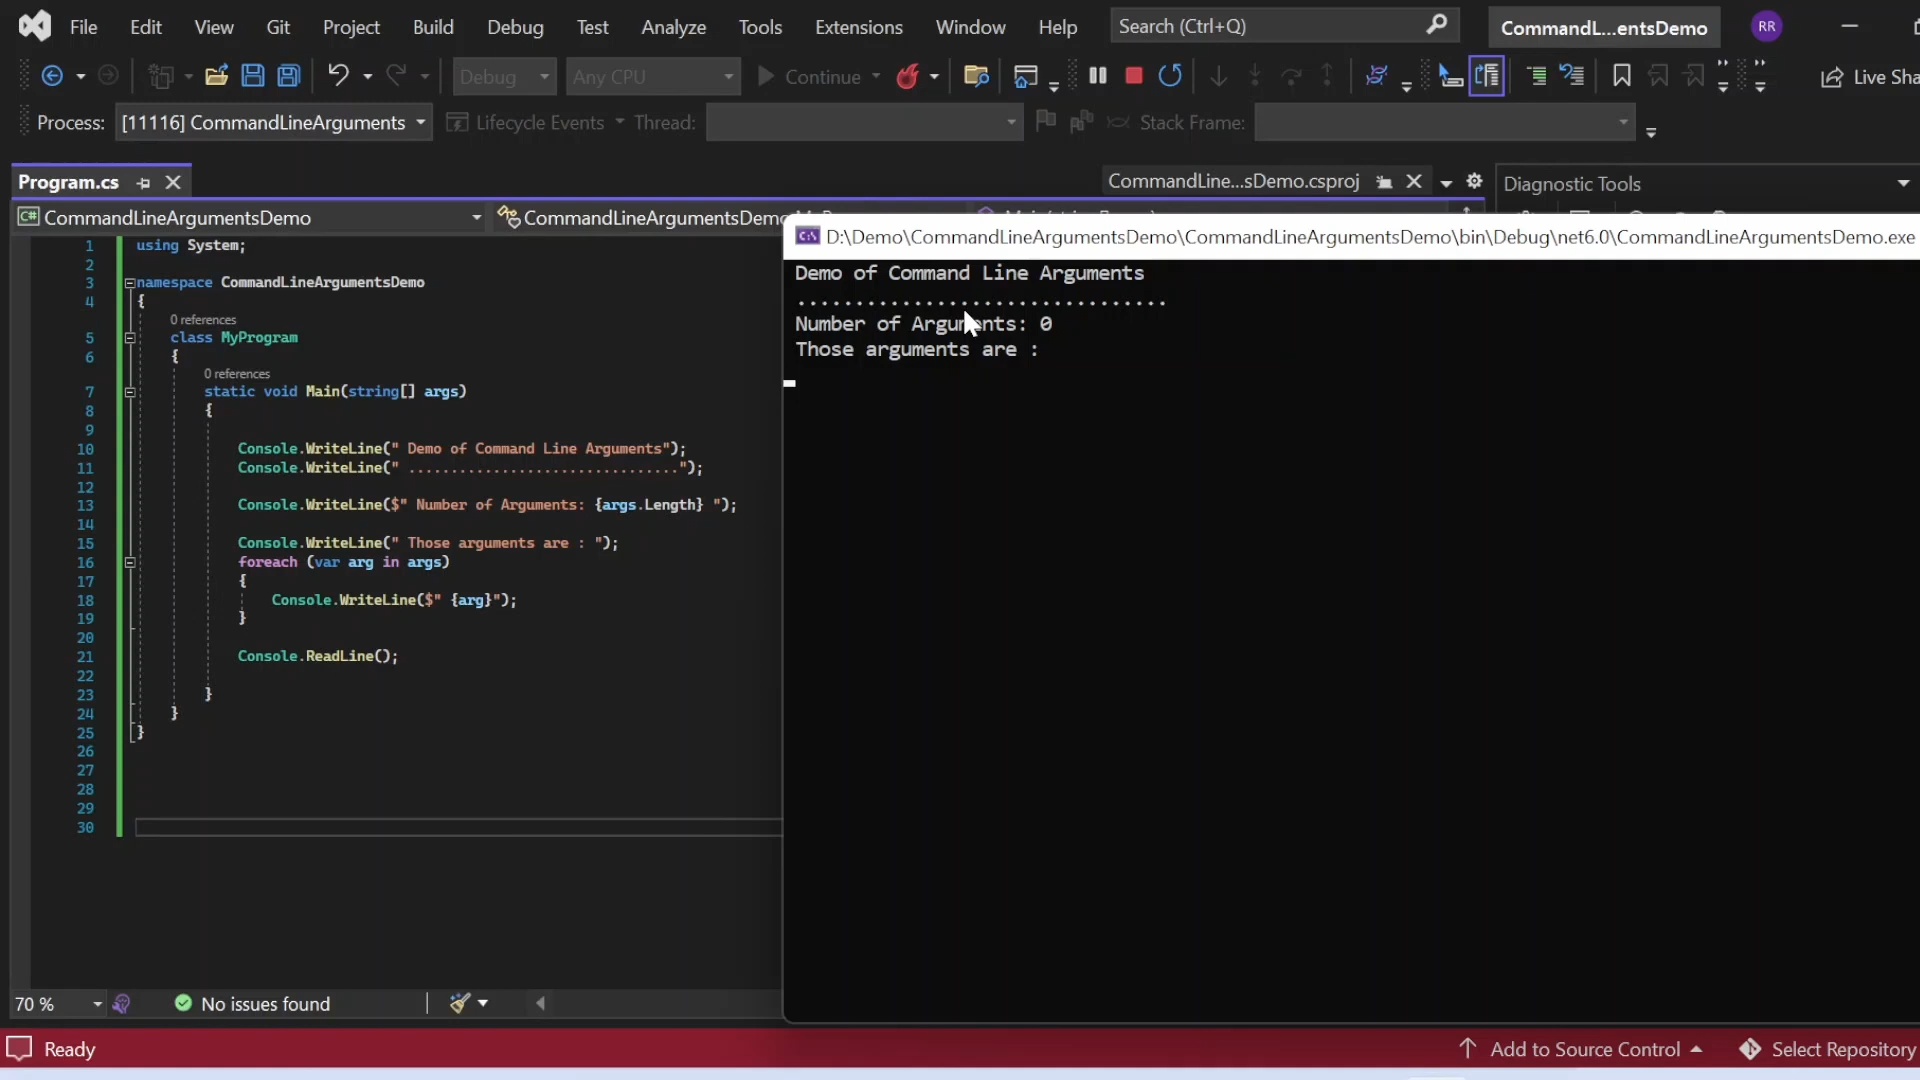 File Edit View Git Project Build Debug Test Analyze Tools Extensions Window Help Search (Ctrl+Q) CommandL...entsDemo RR
Debug Any CPU Continue Live Sha
Process: [11116] CommandLineArguments Lifecycle Events Thread: Stack Frame:
Program.cs CommandLine...sDemo.csproj Diagnostic Tools
C# CommandLineArgumentsDemo CommandLineArgumentsDemo
1 using System;
2
3 namespace CommandLineArgumentsDemo
4 {
0 references
5 class MyProgram
6 {
0 references
7 static void Main(string[] args)
8 {
9
10 Console.WriteLine(" Demo of Command Line Arguments");
11 Console.WriteLine(" ................................");
12
13 Console.WriteLine($" Number of Arguments: {args.Length} ");
14
15 Console.WriteLine(" Those arguments are : ");
16 foreach (var arg in args)
17 {
18 Console.WriteLine($" {arg}");
19 }
20
21 Console.ReadLine();
22
23 }
24 }
25 }
26
27
28
29
30
D:\Demo\CommandLineArgumentsDemo\CommandLineArgumentsDemo\bin\Debug\net6.0\CommandLineArgumentsDemo.exe
Demo of Command Line Arguments
................................
Number of Arguments: 0
Those arguments are :
70 % No issues found
Ready Add to Source Control Select Repository